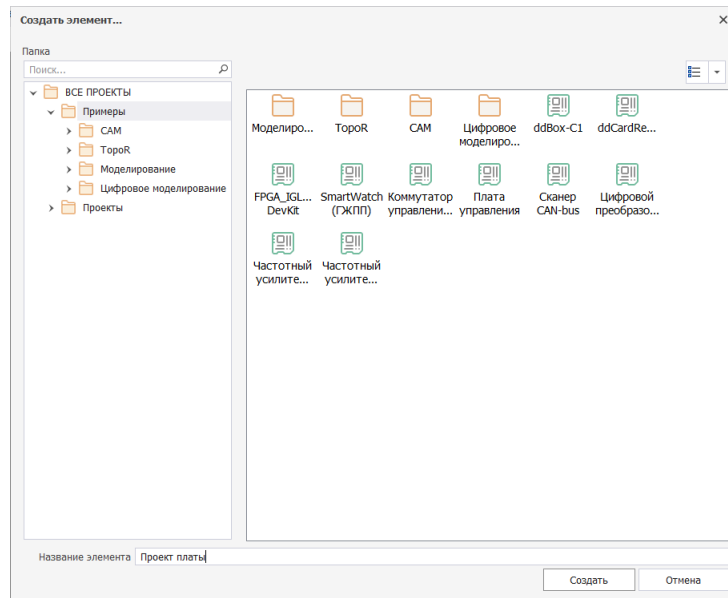 Создать элемент...
Папка
Поиск...
ВСЕ ПРОЕКТЫ
Примеры
CAM
TopoR
Моделирование
Цифровое моделирование
Проекты
Моделиро... TopoR CAM Цифровое ddBox-C1 ddCardRe...
моделиро...
FPGA_IGL... SmartWatch Коммутатор Плата Сканер Цифровой
DevKit (ГЖПП) управлени... управления CAN-bus преобразо...
Частотный Частотный
усилите... усилите...
Название элемента Проект платы
Создать Отмена